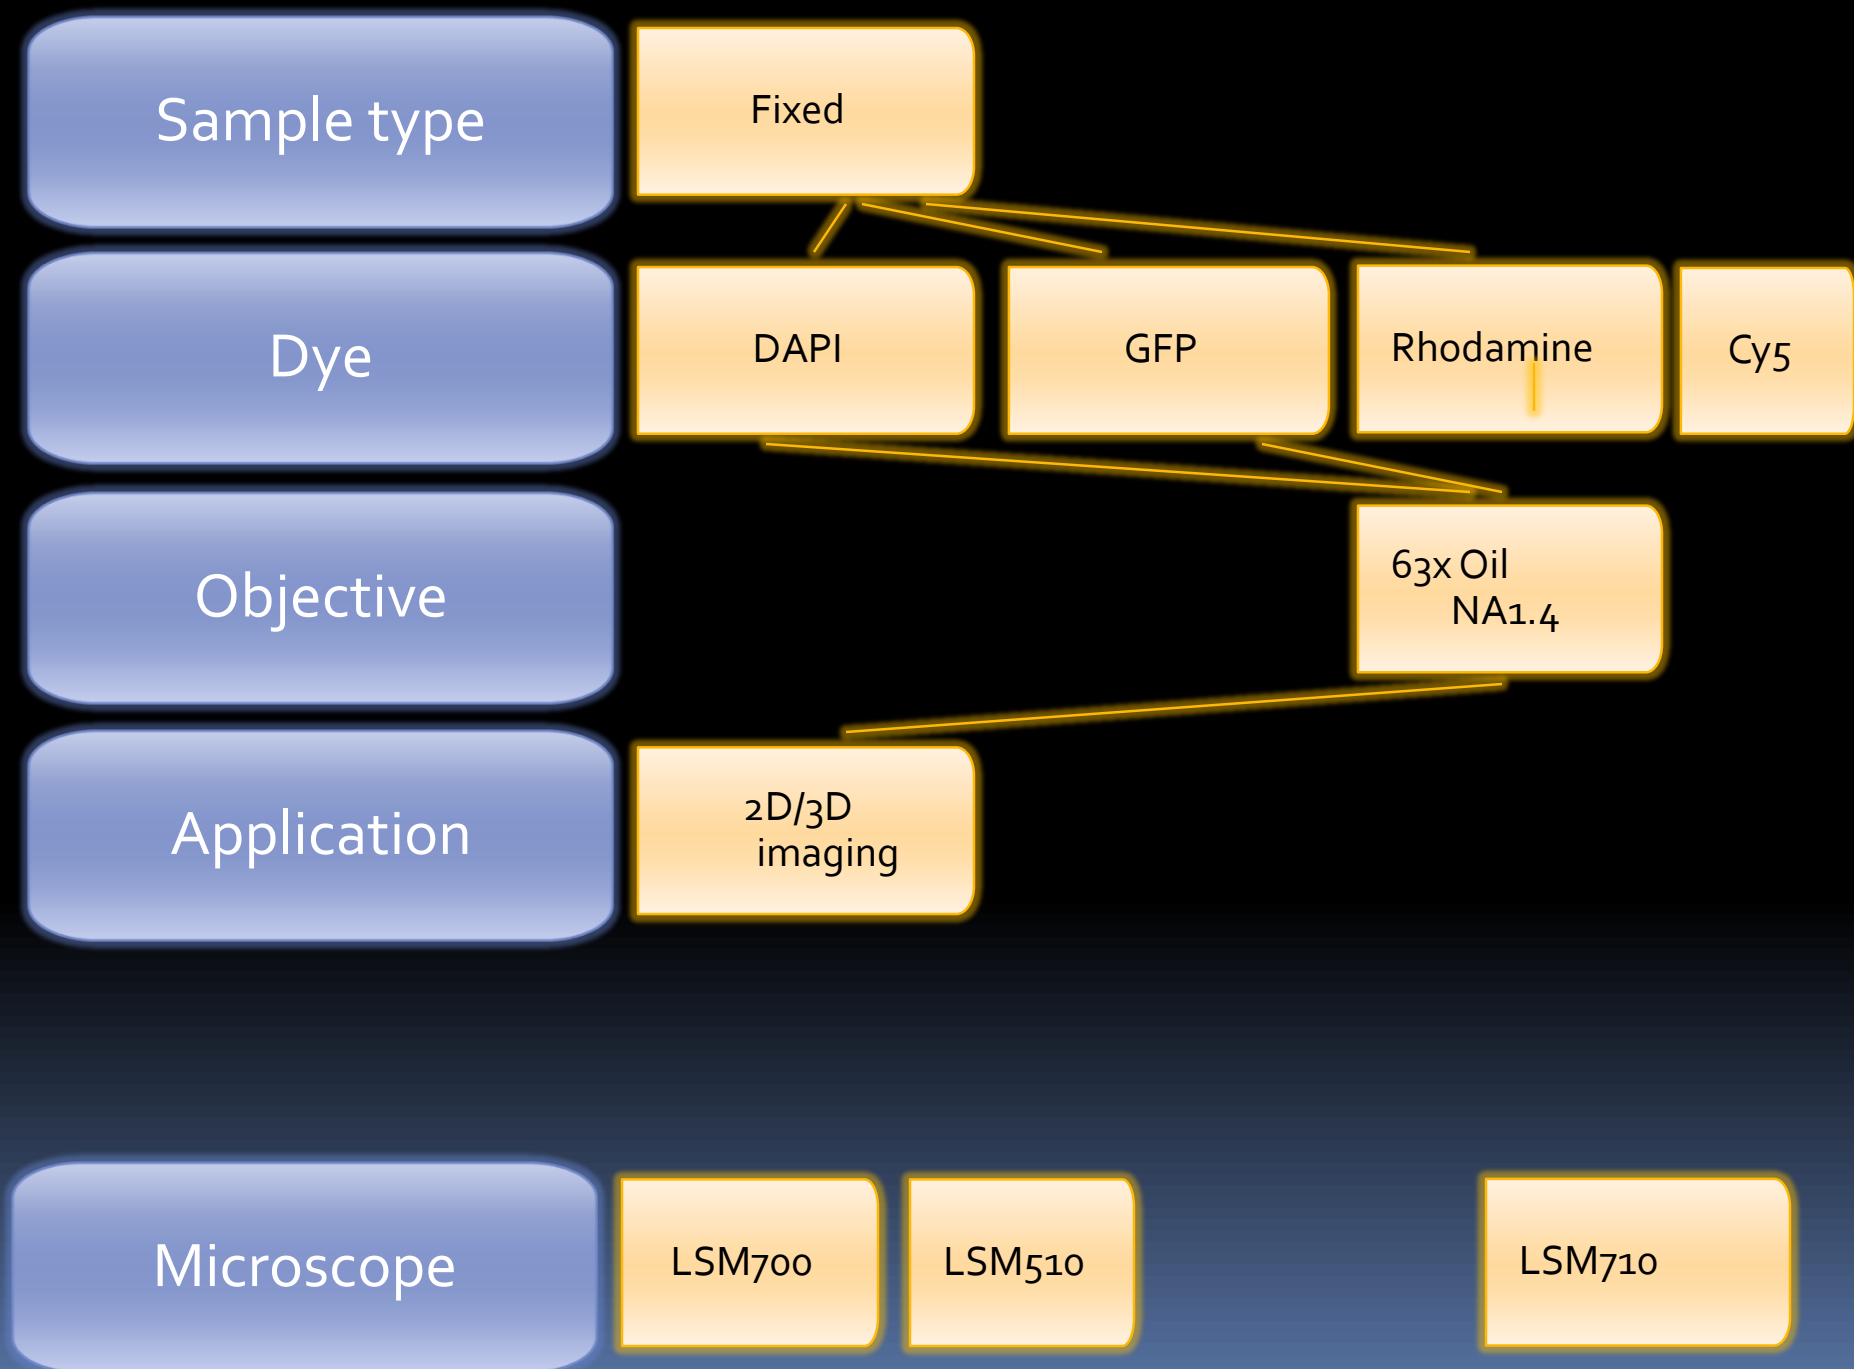 Sample type
Fixed
Dye
DAPI
GFP
Rhodamine
Cy5
Objective
63x Oil
NA1.4
Application
2D/3D
imaging
Microscope
LSM700
LSM510
LSM710